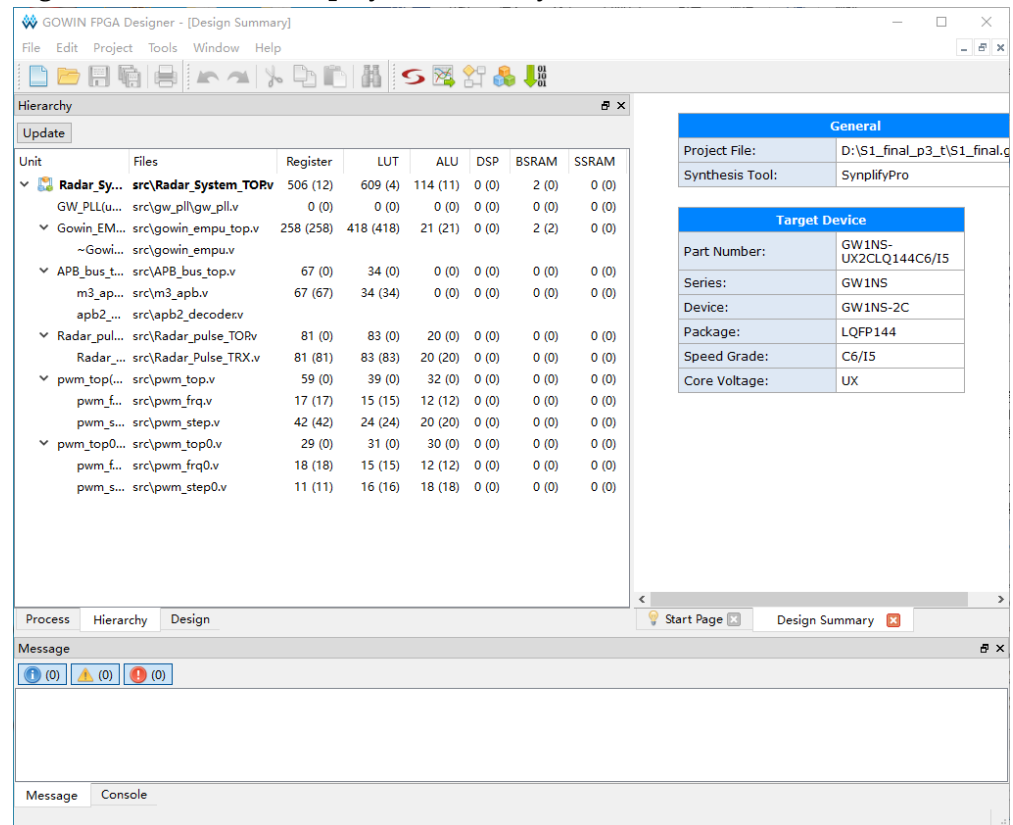 GOWIN FPGA Designer - [Design Summary]
File Edit Project Tools Window Help
Hierarchy
Update
Unit Files Register LUT ALU DSP BSRAM SSRAM
Radar_Sy... src\Radar_System_TOP.v 506 (12) 609 (4) 114 (11) 0 (0) 2 (0) 0 (0)
GW_PLL(u... src\gw_pll\gw_pll.v 0 (0) 0 (0) 0 (0) 0 (0) 0 (0) 0 (0)
Gowin_EM... src\gowin_empu_top.v 258 (258) 418 (418) 21 (21) 0 (0) 2 (2) 0 (0)
~Gowi... src\gowin_empu.v
APB_bus_t... src\APB_bus_top.v 67 (0) 34 (0) 0 (0) 0 (0) 0 (0) 0 (0)
m3_ap... src\m3_apb.v 67 (67) 34 (34) 0 (0) 0 (0) 0 (0) 0 (0)
apb2_... src\apb2_decoder.v
Radar_pul... src\Radar_pulse_TOP.v 81 (0) 83 (0) 20 (0) 0 (0) 0 (0) 0 (0)
Radar_... src\Radar_Pulse_TRX.v 81 (81) 83 (83) 20 (20) 0 (0) 0 (0) 0 (0)
pwm_top(... src\pwm_top.v 59 (0) 39 (0) 32 (0) 0 (0) 0 (0) 0 (0)
pwm_f... src\pwm_frq.v 17 (17) 15 (15) 12 (12) 0 (0) 0 (0) 0 (0)
pwm_s... src\pwm_step.v 42 (42) 24 (24) 20 (20) 0 (0) 0 (0) 0 (0)
pwm_top0... src\pwm_top0.v 29 (0) 31 (0) 30 (0) 0 (0) 0 (0) 0 (0)
pwm_f... src\pwm_frq0.v 18 (18) 15 (15) 12 (12) 0 (0) 0 (0) 0 (0)
pwm_s... src\pwm_step0.v 11 (11) 16 (16) 18 (18) 0 (0) 0 (0) 0 (0)
Process Hierarchy Design
General
Project File: D:\S1_final_p3_t\S1_final.g
Synthesis Tool: SynplifyPro
Target Device
Part Number: GW1NS-
UX2CLQ144C6/I5
Series: GW1NS
Device: GW1NS-2C
Package: LQFP144
Speed Grade: C6/I5
Core Voltage: UX
Start Page Design Summary
Message
(0) (0) (0)
Message Console